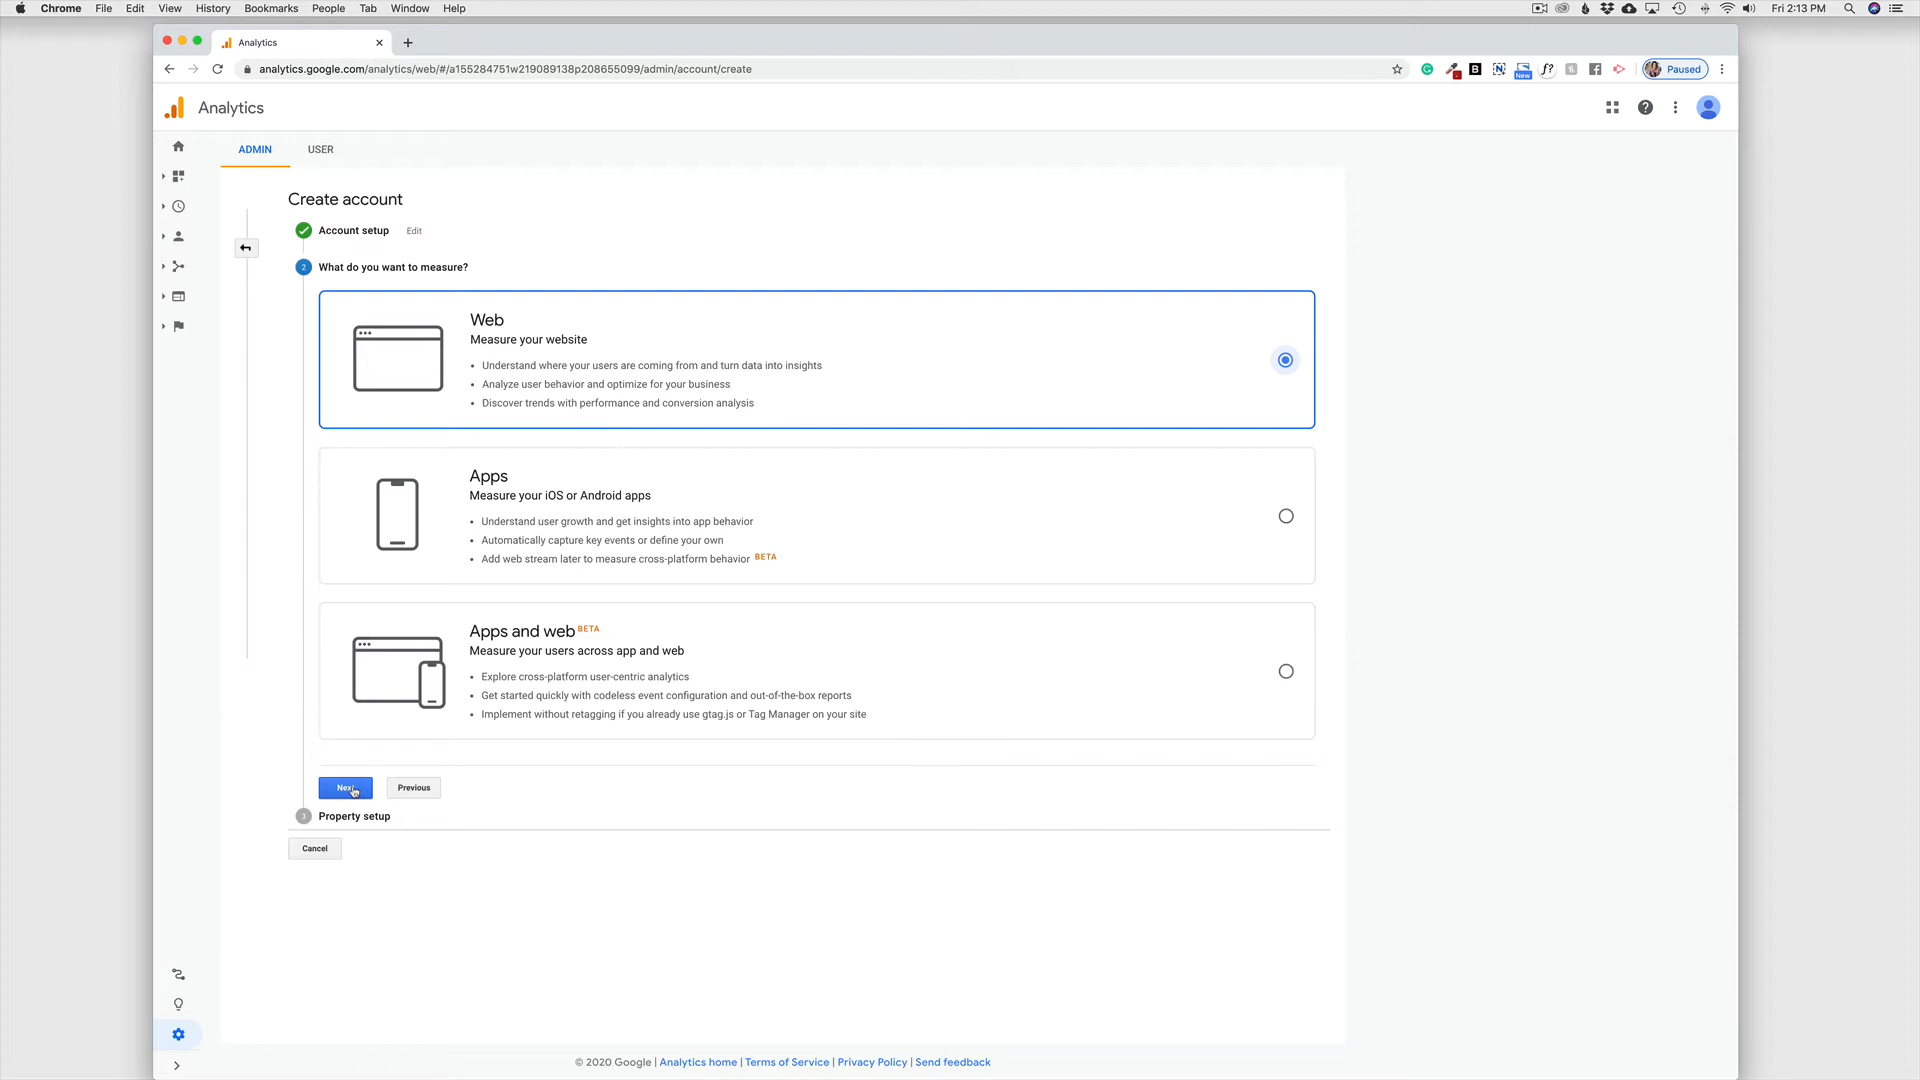 Chrome File Edit View History Bookmarks People Tab Window Help
Fri 2:13 PM
Analytics
analytics.google.com/analytics/web/#/a155284751w219089138p208655099/admin/account/create
New
Paused
Analytics
ADMIN USER
Create account
Account setup Edit
2 What do you want to measure?
Web
Measure your website
• Understand where your users are coming from and turn data into insights
• Analyze user behavior and optimize for your business
• Discover trends with performance and conversion analysis
Apps
Measure your iOS or Android apps
• Understand user growth and get insights into app behavior
• Automatically capture key events or define your own
• Add web stream later to measure cross-platform behavior BETA
Apps and web BETA
Measure your users across app and web
• Explore cross-platform user-centric analytics
• Get started quickly with codeless event configuration and out-of-the-box reports
• Implement without retagging if you already use gtag.js or Tag Manager on your site
Next Previous
3 Property setup
Cancel
© 2020 Google | Analytics home | Terms of Service | Privacy Policy | Send feedback